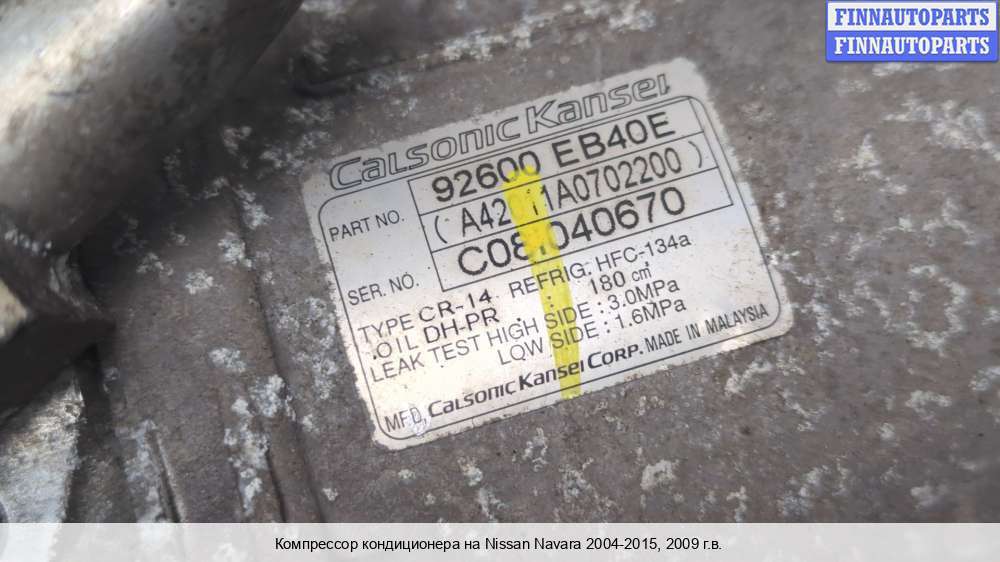 FINNAUTOPARTS
FINNAUTOPARTS
Calsonic Kansei
PART NO. 92600 EB40E
( A42011A0702200 )
SER. NO. C081040670
TYPE CR-14 REFRIG: HFC-134a
OIL DH-PR : 180 cm³
LEAK TEST HIGH SIDE : 3.0MPa
LOW SIDE : 1.6MPa
MFD. Calsonic Kansei Corp. MADE IN MALAYSIA
Компрессор кондиционера на Nissan Navara 2004-2015, 2009 г.в.